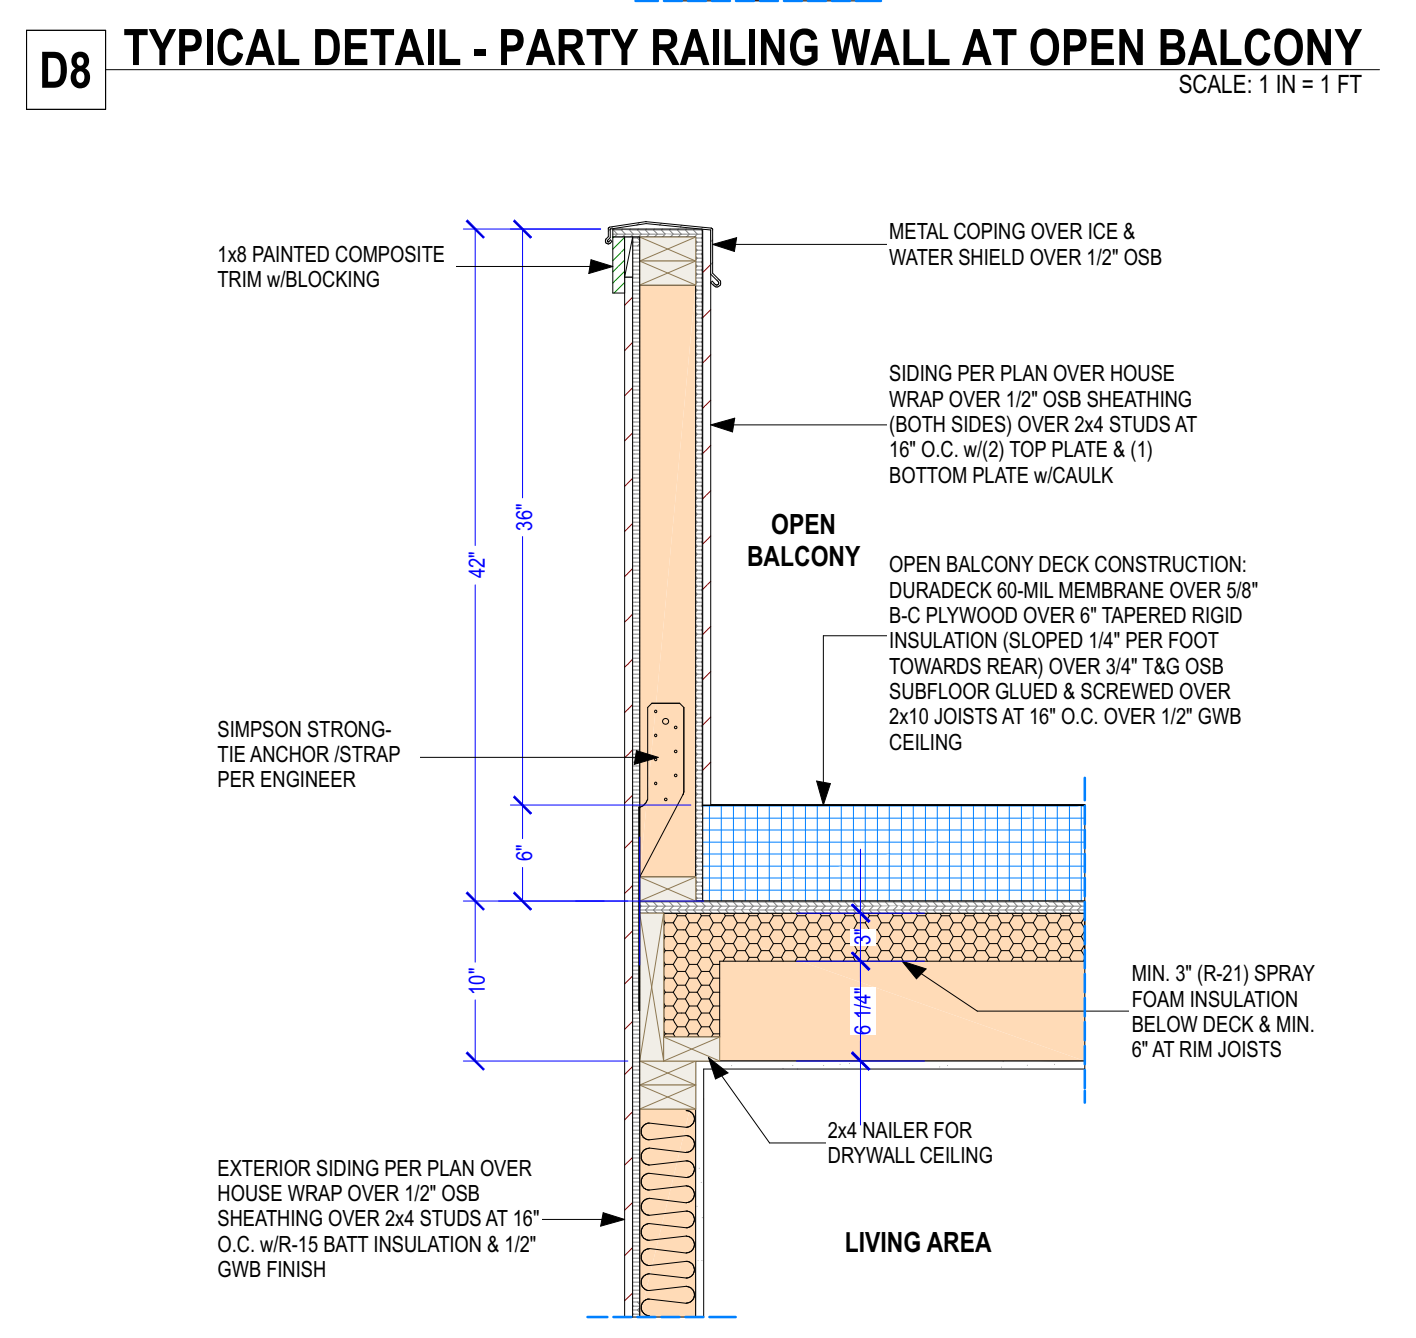 D8
TYPICAL DETAIL - PARTY RAILING WALL AT OPEN BALCONY
SCALE: 1 IN = 1 FT
1x8 PAINTED COMPOSITE
TRIM w/BLOCKING
METAL COPING OVER ICE &
WATER SHIELD OVER 1/2" OSB
SIDING PER PLAN OVER HOUSE
WRAP OVER 1/2" OSB SHEATHING
(BOTH SIDES) OVER 2x4 STUDS AT
16" O.C. w/(2) TOP PLATE & (1)
BOTTOM PLATE w/CAULK
36"
42"
OPEN
BALCONY
OPEN BALCONY DECK CONSTRUCTION:
DURADECK 60-MIL MEMBRANE OVER 5/8"
B-C PLYWOOD OVER 6" TAPERED RIGID
INSULATION (SLOPED 1/4" PER FOOT
TOWARDS REAR) OVER 3/4" T&G OSB
SUBFLOOR GLUED & SCREWED OVER
2x10 JOISTS AT 16" O.C. OVER 1/2" GWB
CEILING
SIMPSON STRONG-
TIE ANCHOR /STRAP
PER ENGINEER
6"
3"
10"
6 1/4"
MIN. 3" (R-21) SPRAY
FOAM INSULATION
BELOW DECK & MIN.
6" AT RIM JOISTS
2x4 NAILER FOR
DRYWALL CEILING
EXTERIOR SIDING PER PLAN OVER
HOUSE WRAP OVER 1/2" OSB
SHEATHING OVER 2x4 STUDS AT 16"
O.C. w/R-15 BATT INSULATION & 1/2"
GWB FINISH
LIVING AREA